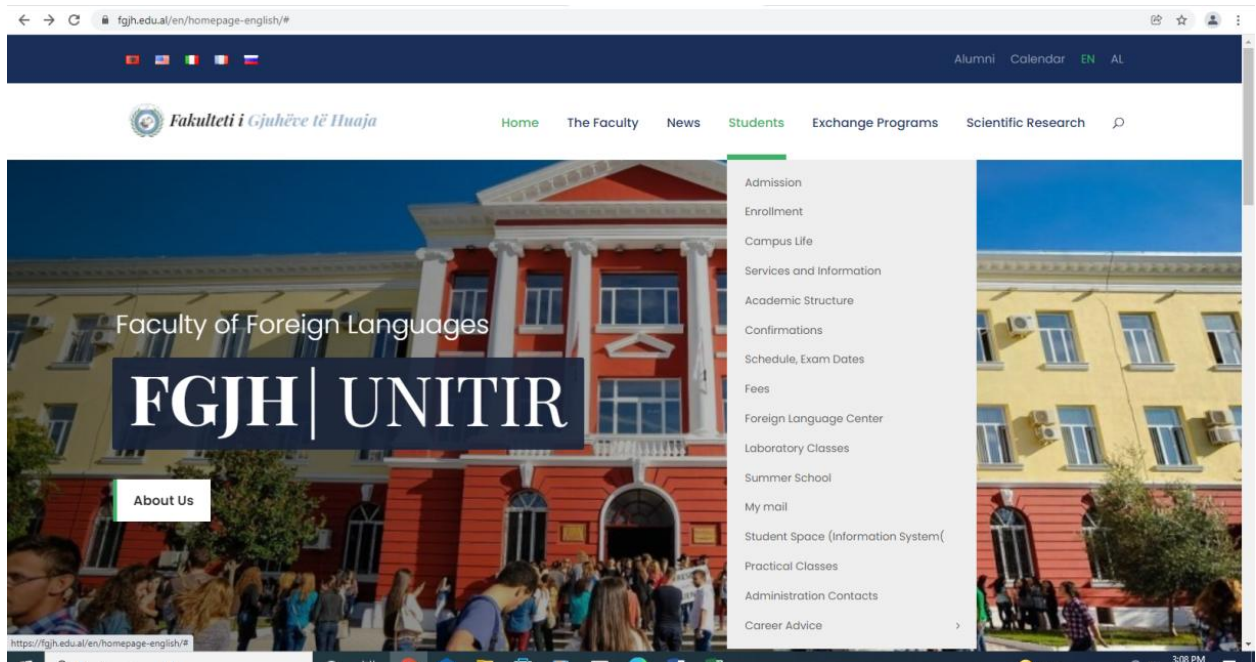 fgjh.edu.al/en/homepage-english/#
Alumni Calendar EN AL
Fakulteti i Gjuhëve të Huaja
Home The Faculty News Students Exchange Programs Scientific Research
Admission
Enrollment
Campus Life
Services and Information
Academic Structure
Confirmations
Schedule, Exam Dates
Fees
Foreign Language Center
Laboratory Classes
Summer School
My mail
Student Space (Information System(
Practical Classes
Administration Contacts
Career Advice
Faculty of Foreign Languages
FGJH| UNITIR
About Us
https://fgjh.edu.al/en/homepage-english/#
3:08 PM